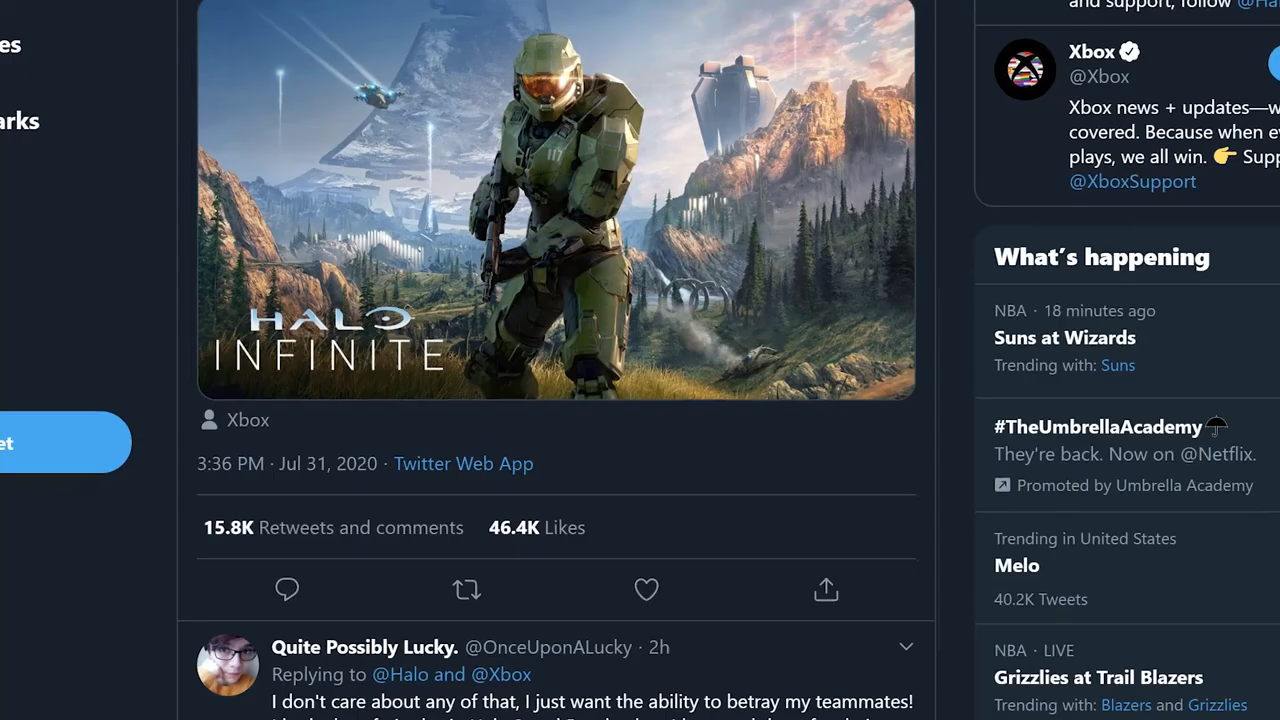 es
arks
et
117
HALO
INFINITE
Xbox
3:36 PM · Jul 31, 2020 · Twitter Web App
15.8K Retweets and comments 46.4K Likes
Quite Possibly Lucky. @OnceUponALucky · 2h
Replying to @Halo and @Xbox
I don't care about any of that, I just want the ability to betray my teammates!
and support, follow @Ha
Xbox
@Xbox
Xbox news + updates—w
covered. Because when e
plays, we all win. 👉 Supp
@XboxSupport
What's happening
NBA · 18 minutes ago
Suns at Wizards
Trending with: Suns
#TheUmbrellaAcademy
They're back. Now on @Netflix.
Promoted by Umbrella Academy
Trending in United States
Melo
40.2K Tweets
NBA · LIVE
Grizzlies at Trail Blazers
Trending with: Blazers and Grizzlies